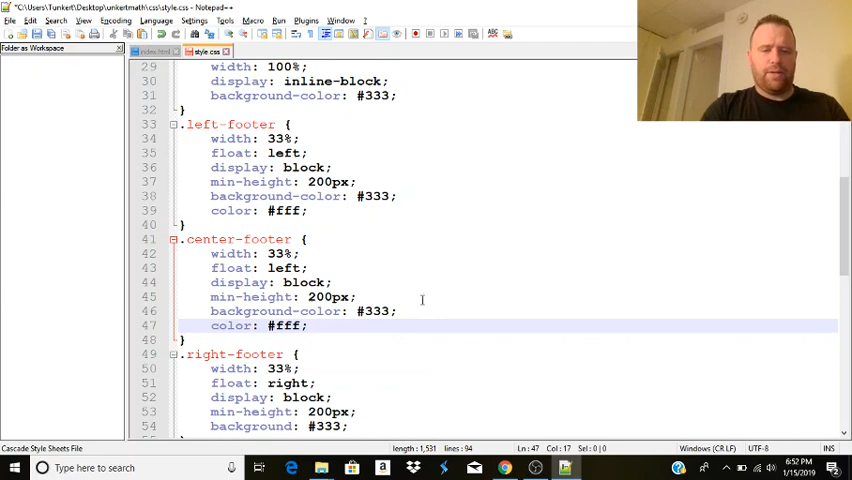 *C:\Users\Tunkert\Desktop\unkertmath\css\style.css - Notepad++
File Edit Search View Encoding Language Settings Tools Macro Run Plugins Window ?
Folder as Workspace
index.html style.css
29 width: 100%;
30 display: inline-block;
31 background-color: #333;
32 }
33 .left-footer {
34 width: 33%;
35 float: left;
36 display: block;
37 min-height: 200px;
38 background-color: #333;
39 color: #fff;
40 }
41 .center-footer {
42 width: 33%;
43 float: left;
44 display: block;
45 min-height: 200px;
46 background-color: #333;
47 color: #fff;
48 }
49 .right-footer {
50 width: 33%;
51 float: right;
52 display: block;
53 min-height: 200px;
54 background: #333;
Cascade Style Sheets File length : 1,531 lines : 94 Ln : 47 Col : 17 Sel : 0 | 0 Windows (CR LF) UTF-8 INS
Type here to search
6:52 PM
1/15/2019